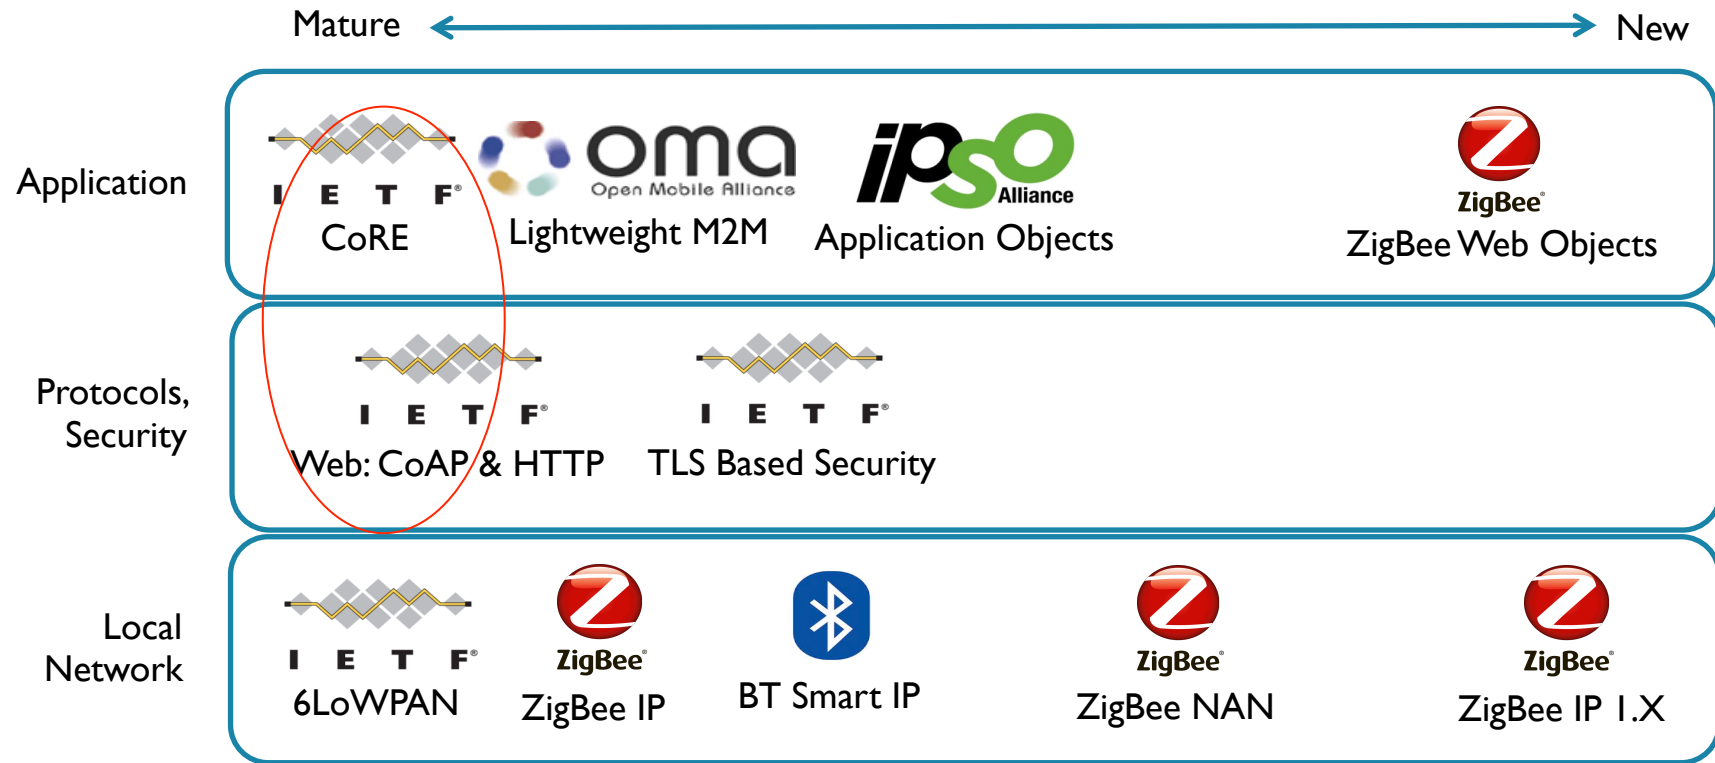 Mature
New
Application
I E T F®
CoRE
oma
Open Mobile Alliance
Lightweight M2M
ipso
Alliance
Application Objects
ZigBee®
ZigBee Web Objects
Protocols,
Security
I E T F®
Web: CoAP & HTTP
I E T F®
TLS Based Security
Local
Network
I E T F®
6LoWPAN
ZigBee®
ZigBee IP
BT Smart IP
ZigBee®
ZigBee NAN
ZigBee®
ZigBee IP 1.X